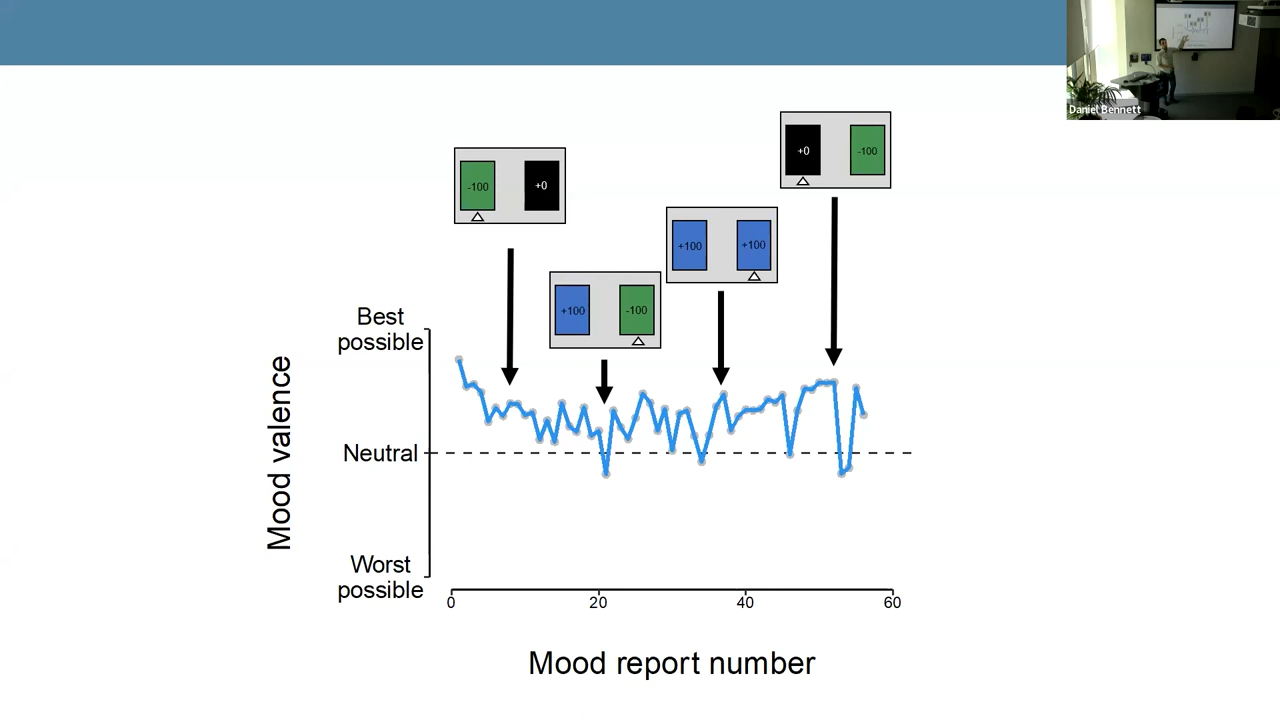 Daniel Bennett
+0
-100
-100
+0
+100
+100
+100
-100
Best
possible
Neutral
Worst
possible
Mood valence
0
20
40
60
Mood report number